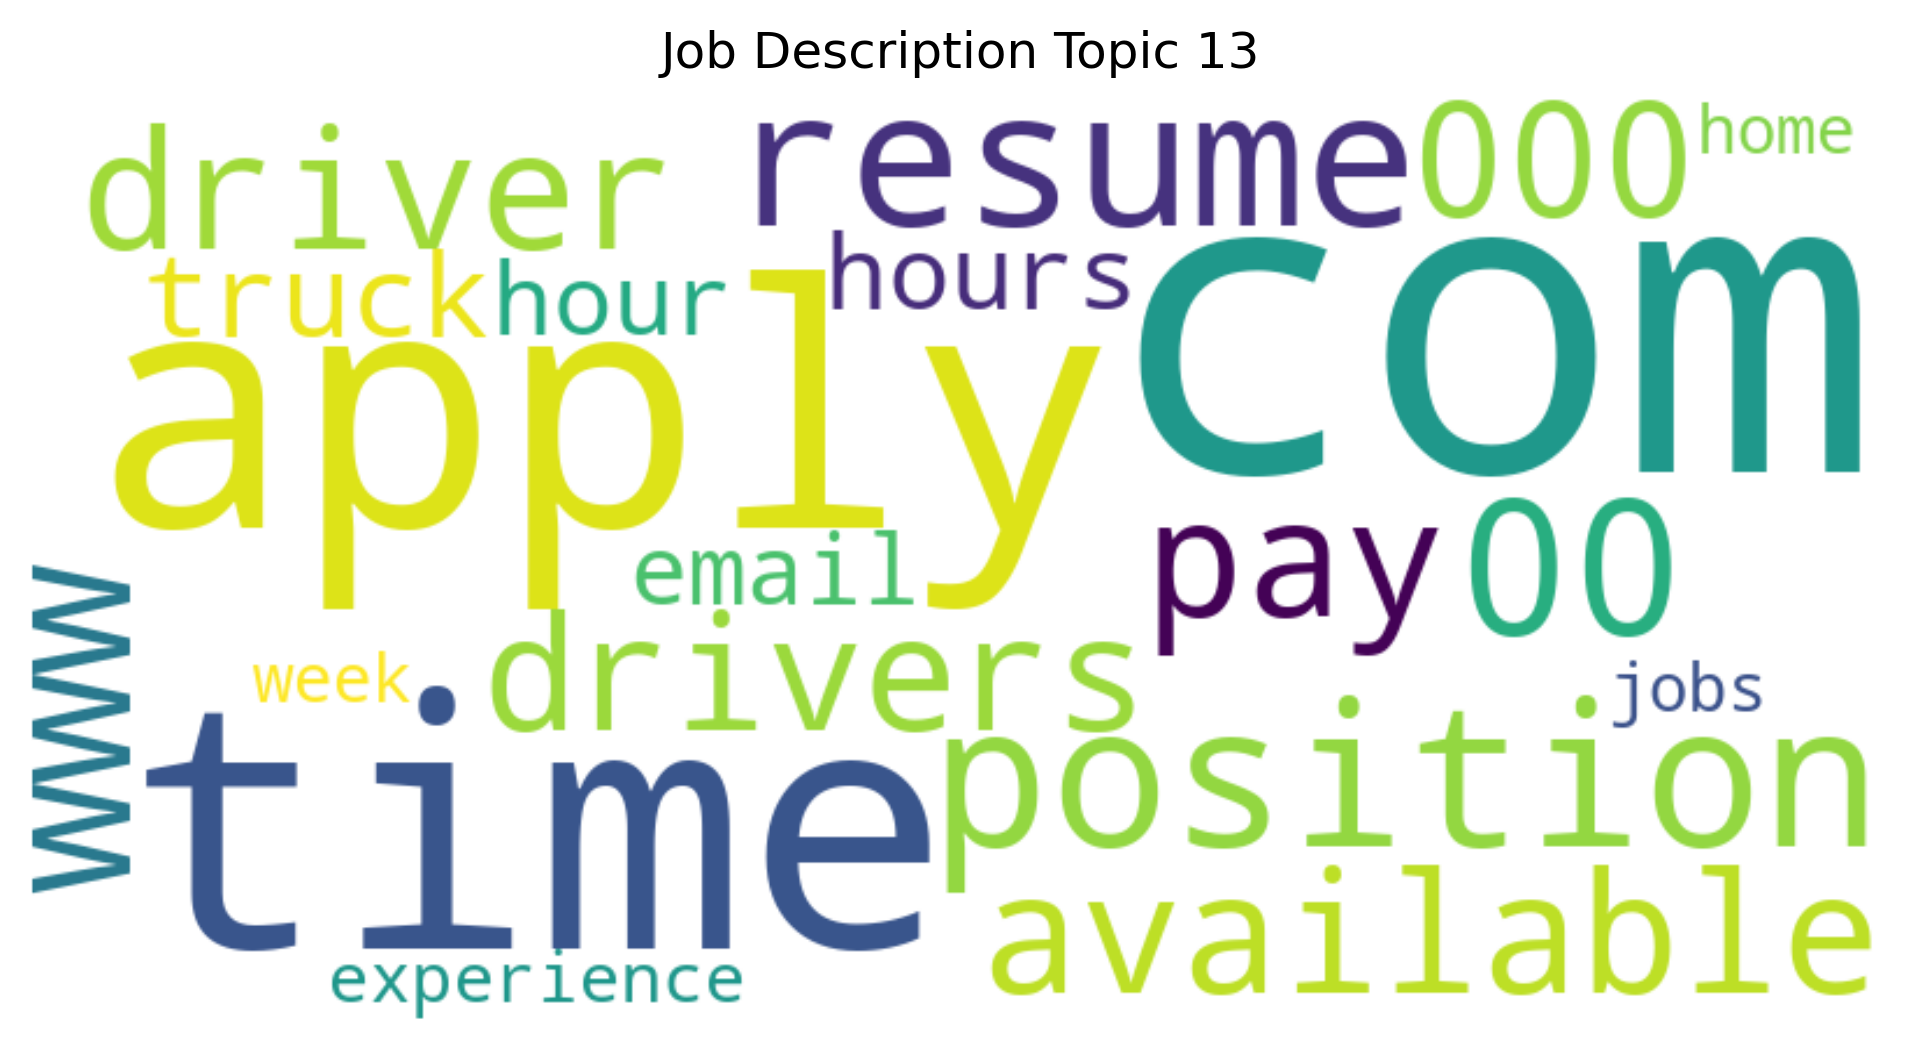 Job Description Topic 13
driver
resume
000
home
truck
hour
hours
apply
com
email
pay
00
www
week
drivers
jobs
time
position
available
experience